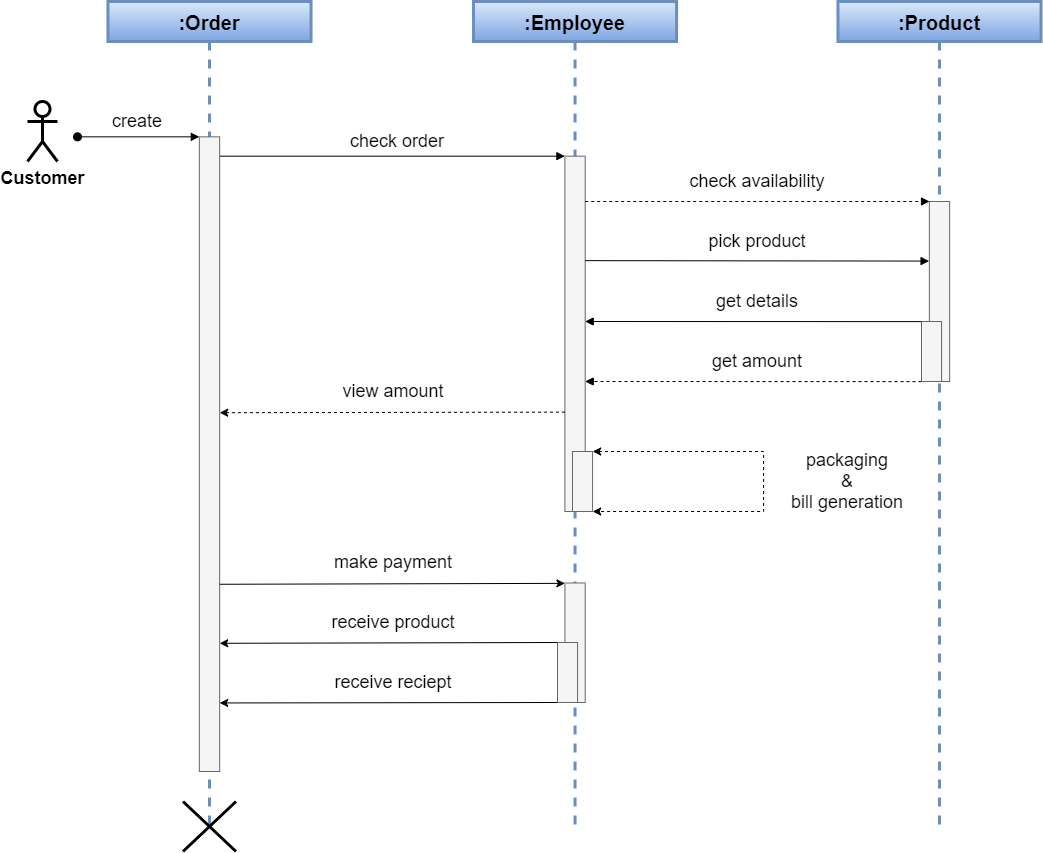 :Order
:Employee
:Product
create
Customer
check order
check availability
pick product
get details
get amount
view amount
packaging
&
bill generation
make payment
receive product
receive reciept